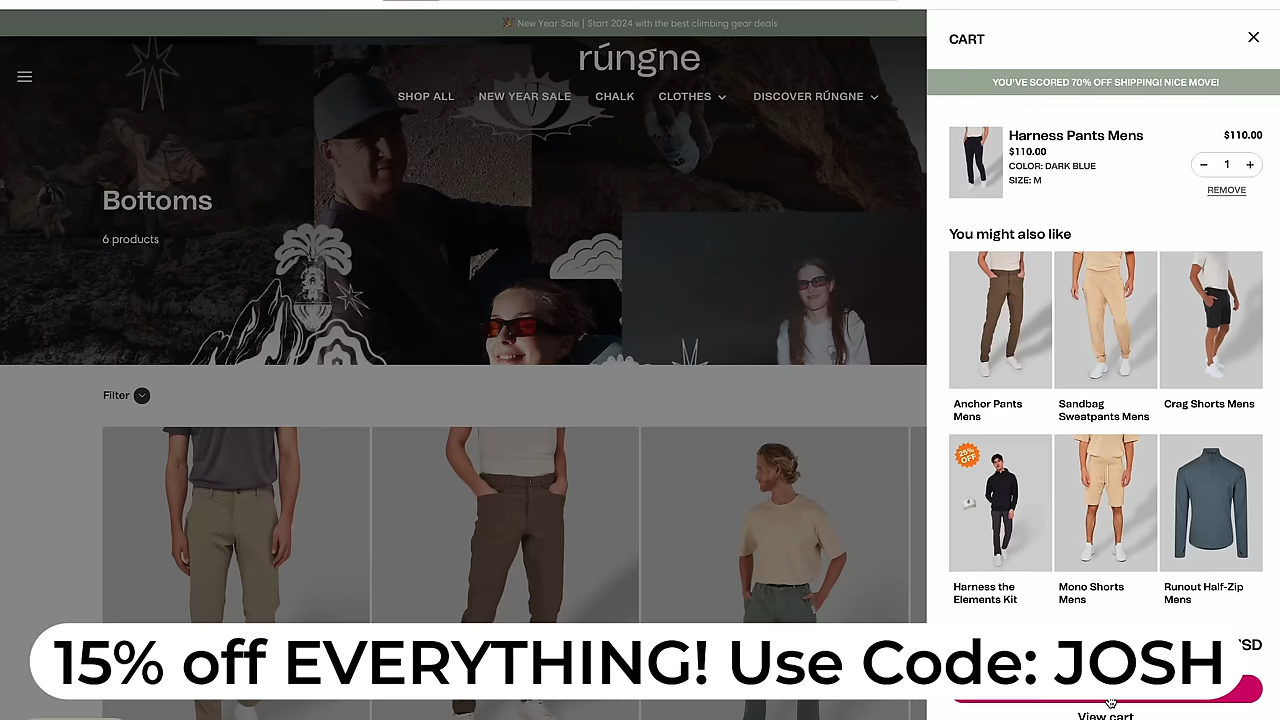 🎉 New Year Sale | Start 2024 with the best climbing gear deals
rúngne
SHOP ALL NEW YEAR SALE CHALK CLOTHES DISCOVER RÚNGNE
Bottoms
6 products
Filter
CART
YOU'VE SCORED 70% OFF SHIPPING! NICE MOVE!
Harness Pants Mens $110.00
$110.00
COLOR: DARK BLUE
SIZE: M
− 1 +
REMOVE
You might also like
Anchor Pants
Mens
Sandbag
Sweatpants Mens
Crag Shorts Mens
25%
OFF
Harness the
Elements Kit
Mono Shorts
Mens
Runout Half-Zip
Mens
15% off EVERYTHING! Use Code: JOSH
View cart